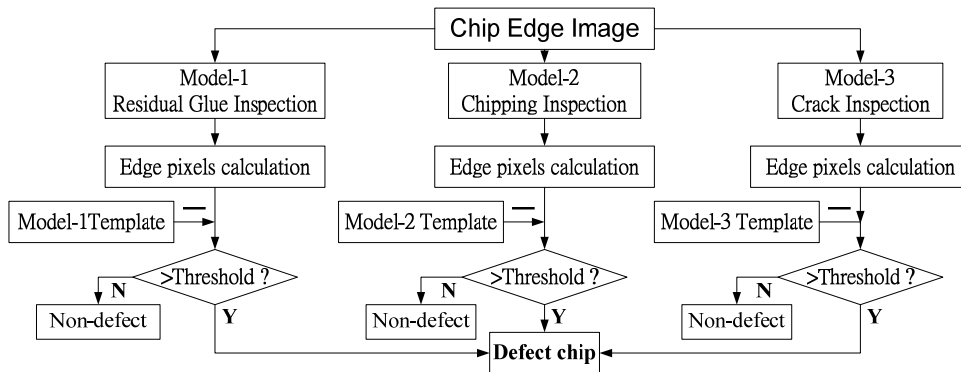 Chip Edge Image
Model-1
Residual Glue Inspection
Model-2
Chipping Inspection
Model-3
Crack Inspection
Edge pixels calculation
Edge pixels calculation
Edge pixels calculation
Model-1Template
—
Model-2 Template
—
Model-3 Template
—
>Threshold ?
>Threshold ?
>Threshold ?
N
N
N
Non-defect
Y
Non-defect
Y
Non-defect
Y
Defect chip